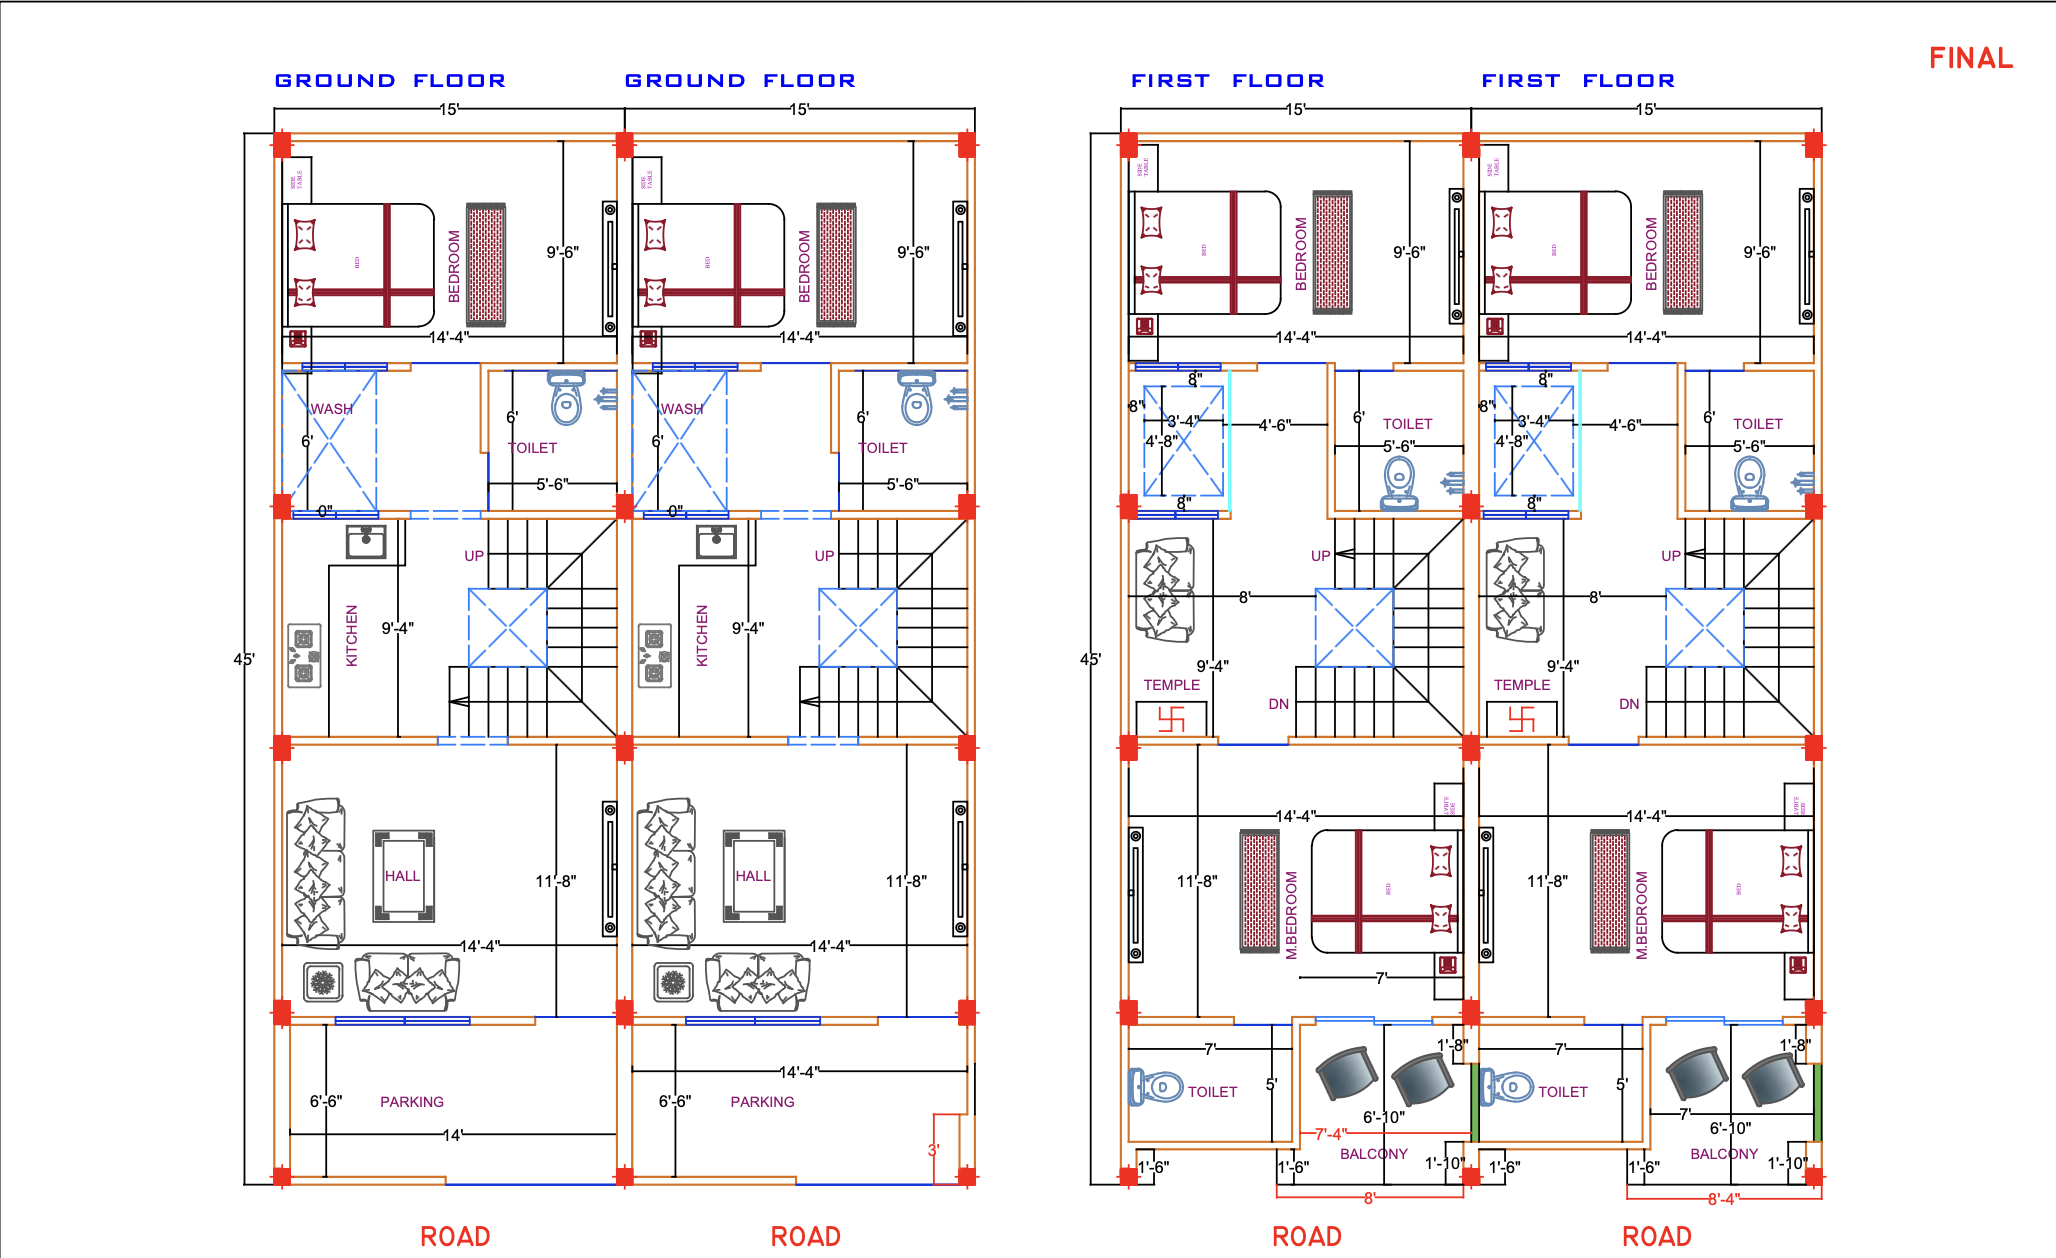 FINAL
GROUND FLOOR
GROUND FLOOR
FIRST FLOOR
FIRST FLOOR
15'
15'
15'
15'
SIDE TABLE
SIDE TABLE
SIDE TABLE
SIDE TABLE
BED
BEDROOM
9'-6"
BED
BEDROOM
9'-6"
BED
BEDROOM
9'-6"
BED
BEDROOM
9'-6"
14'-4"
14'-4"
14'-4"
14'-4"
WASH
6'
6'
TOILET
5'-6"
0"
WASH
6'
6'
TOILET
5'-6"
0"
8"
8"
3'-4"
4'-8"
8"
4'-6"
6'
TOILET
5'-6"
8"
8"
3'-4"
4'-8"
8"
4'-6"
6'
TOILET
5'-6"
UP
UP
UP
UP
KITCHEN
9'-4"
KITCHEN
9'-4"
8'
8'
45'
45'
9'-4"
9'-4"
TEMPLE
TEMPLE
DN
DN
HALL
11'-8"
14'-4"
HALL
11'-8"
14'-4"
14'-4"
SIDE TABLE
11'-8"
M.BEDROOM
BED
7'
14'-4"
SIDE TABLE
11'-8"
M.BEDROOM
BED
6'-6"
PARKING
14'
14'-4"
6'-6"
PARKING
3'
7'
5'
TOILET
1'-8"
6'-10"
7'-4"
BALCONY
1'-6"
1'-6"
1'-10"
8'
7'
5'
TOILET
1'-8"
7'
6'-10"
BALCONY
1'-6"
1'-6"
1'-10"
8'-4"
ROAD
ROAD
ROAD
ROAD